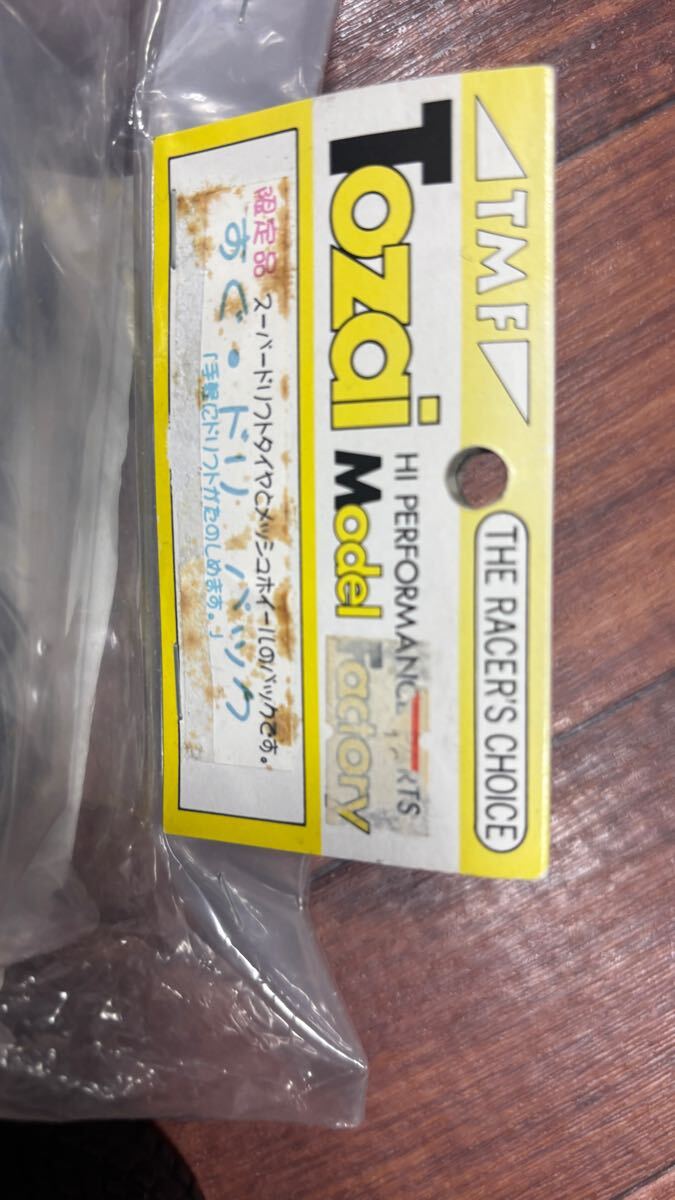 TMF
THE RACER'S CHOICE
Tozai Model Factory
HI PERFORMANC RTS
限定品 スーパードリフトタイヤとメッシュホイールのパックです。
すぐ・ドリ パック
「手軽にドリフトがたのしめます。」